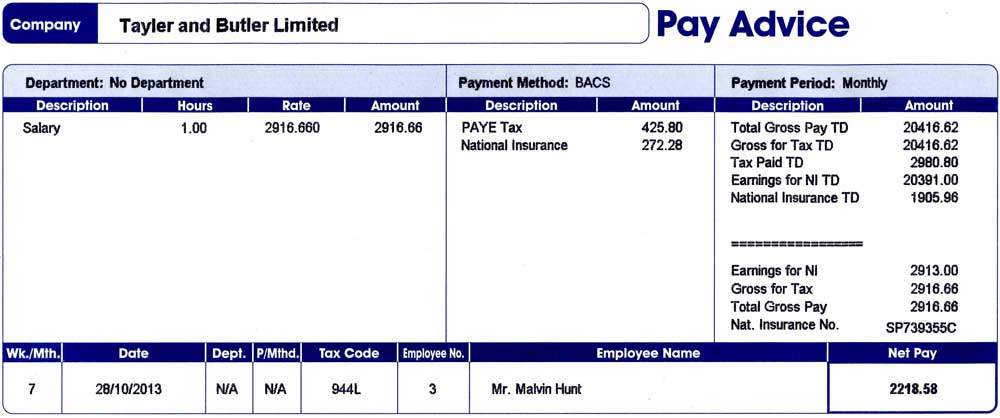 Company Tayler and Butler Limited Pay Advice
Department: No Department Payment Method: BACS Payment Period: Monthly
Description Hours Rate Amount Description Amount Description Amount
Salary 1.00 2916.660 2916.66 PAYE Tax 425.80 Total Gross Pay TD 20416.62
National Insurance 272.28 Gross for Tax TD 20416.62
Tax Paid TD 2980.80
Earnings for NI TD 20391.00
National Insurance TD 1905.96
==================
Earnings for NI 2913.00
Gross for Tax 2916.66
Total Gross Pay 2916.66
Nat. Insurance No. SP739355C
Wk./Mth. Date Dept. P/Mthd. Tax Code Employee No. Employee Name Net Pay
7 28/10/2013 N/A N/A 944L 3 Mr. Malvin Hunt 2218.58